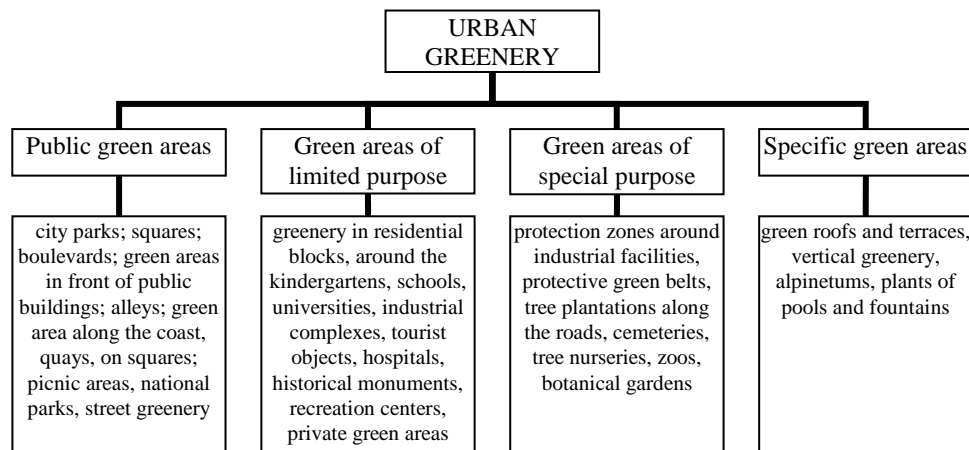 URBAN
GREENERY
Public green areas
Green areas of
limited purpose
Green areas of
special purpose
Specific green areas
city parks; squares;
boulevards; green areas
in front of public
buildings; alleys; green
area along the coast,
quays, on squares;
picnic areas, national
parks, street greenery
greenery in residential
blocks, around the
kindergartens, schools,
universities, industrial
complexes, tourist
objects, hospitals,
historical monuments,
recreation centers,
private green areas
protection zones around
industrial facilities,
protective green belts,
tree plantations along
the roads, cemeteries,
tree nurseries, zoos,
botanical gardens
green roofs and terraces,
vertical greenery,
alpinetums, plants of
pools and fountains